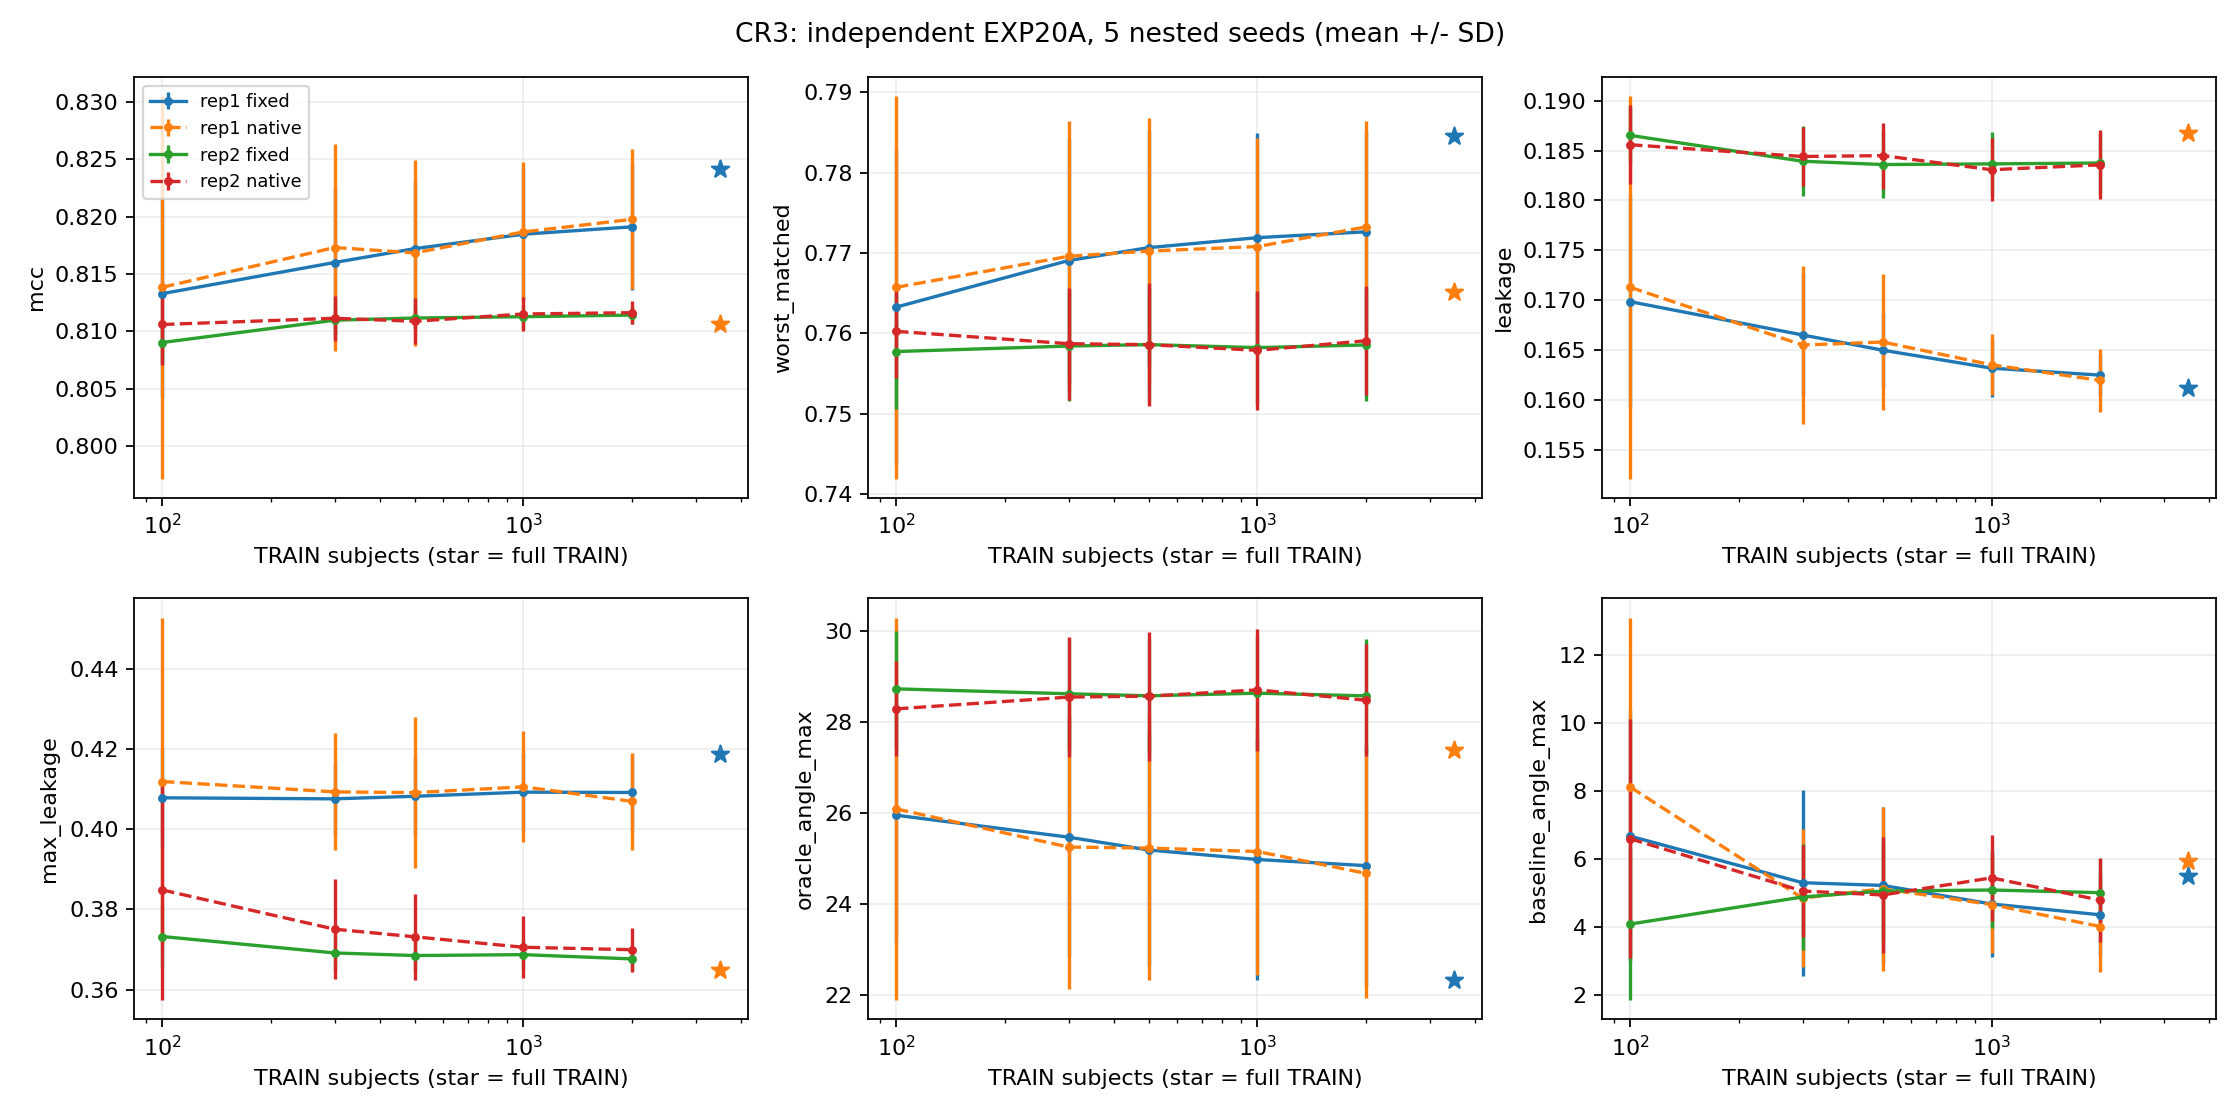 CR3: independent EXP20A, 5 nested seeds (mean +/- SD)
mcc
0.830
0.825
0.820
0.815
0.810
0.805
0.800
rep1 fixed
rep1 native
rep2 fixed
rep2 native
10²
10³
TRAIN subjects (star = full TRAIN)
worst_matched
0.79
0.78
0.77
0.76
0.75
0.74
10²
10³
TRAIN subjects (star = full TRAIN)
leakage
0.190
0.185
0.180
0.175
0.170
0.165
0.160
0.155
10²
10³
TRAIN subjects (star = full TRAIN)
max_leakage
0.44
0.42
0.40
0.38
0.36
10²
10³
TRAIN subjects (star = full TRAIN)
oracle_angle_max
30
28
26
24
22
10²
10³
TRAIN subjects (star = full TRAIN)
baseline_angle_max
12
10
8
6
4
2
10²
10³
TRAIN subjects (star = full TRAIN)